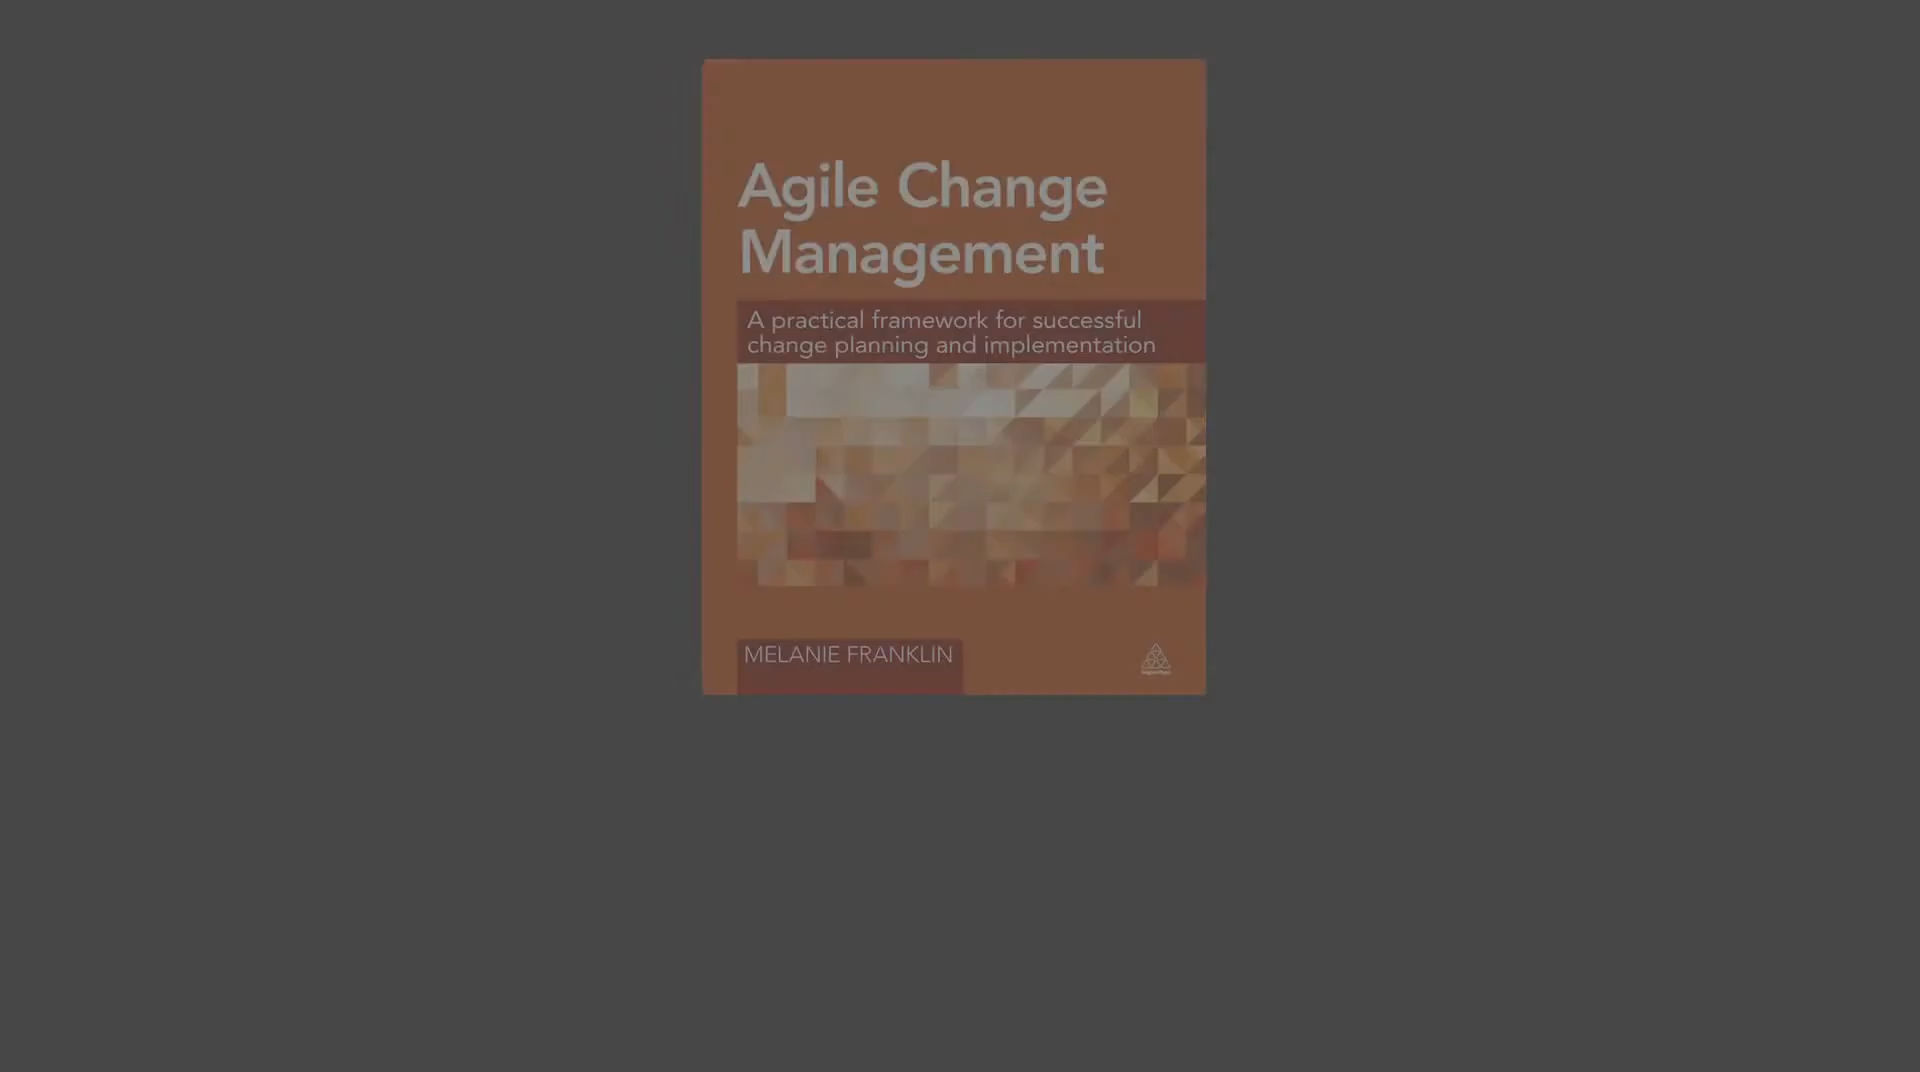 Agile Change
Management
A practical framework for successful
change planning and implementation
MELANIE FRANKLIN